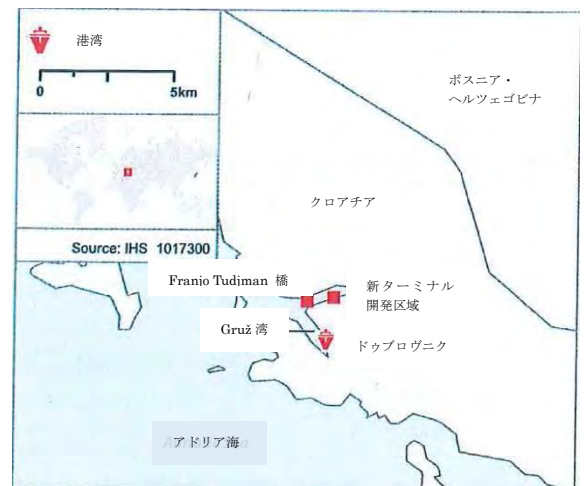 港湾
0 5km
Source: IHS 1017300
ボスニア・
ヘルツェゴビナ
クロアチア
Franjo Tudjman 橋
新ターミナル
開発区域
Gruž 湾
ドゥブロヴニク
アドリア海